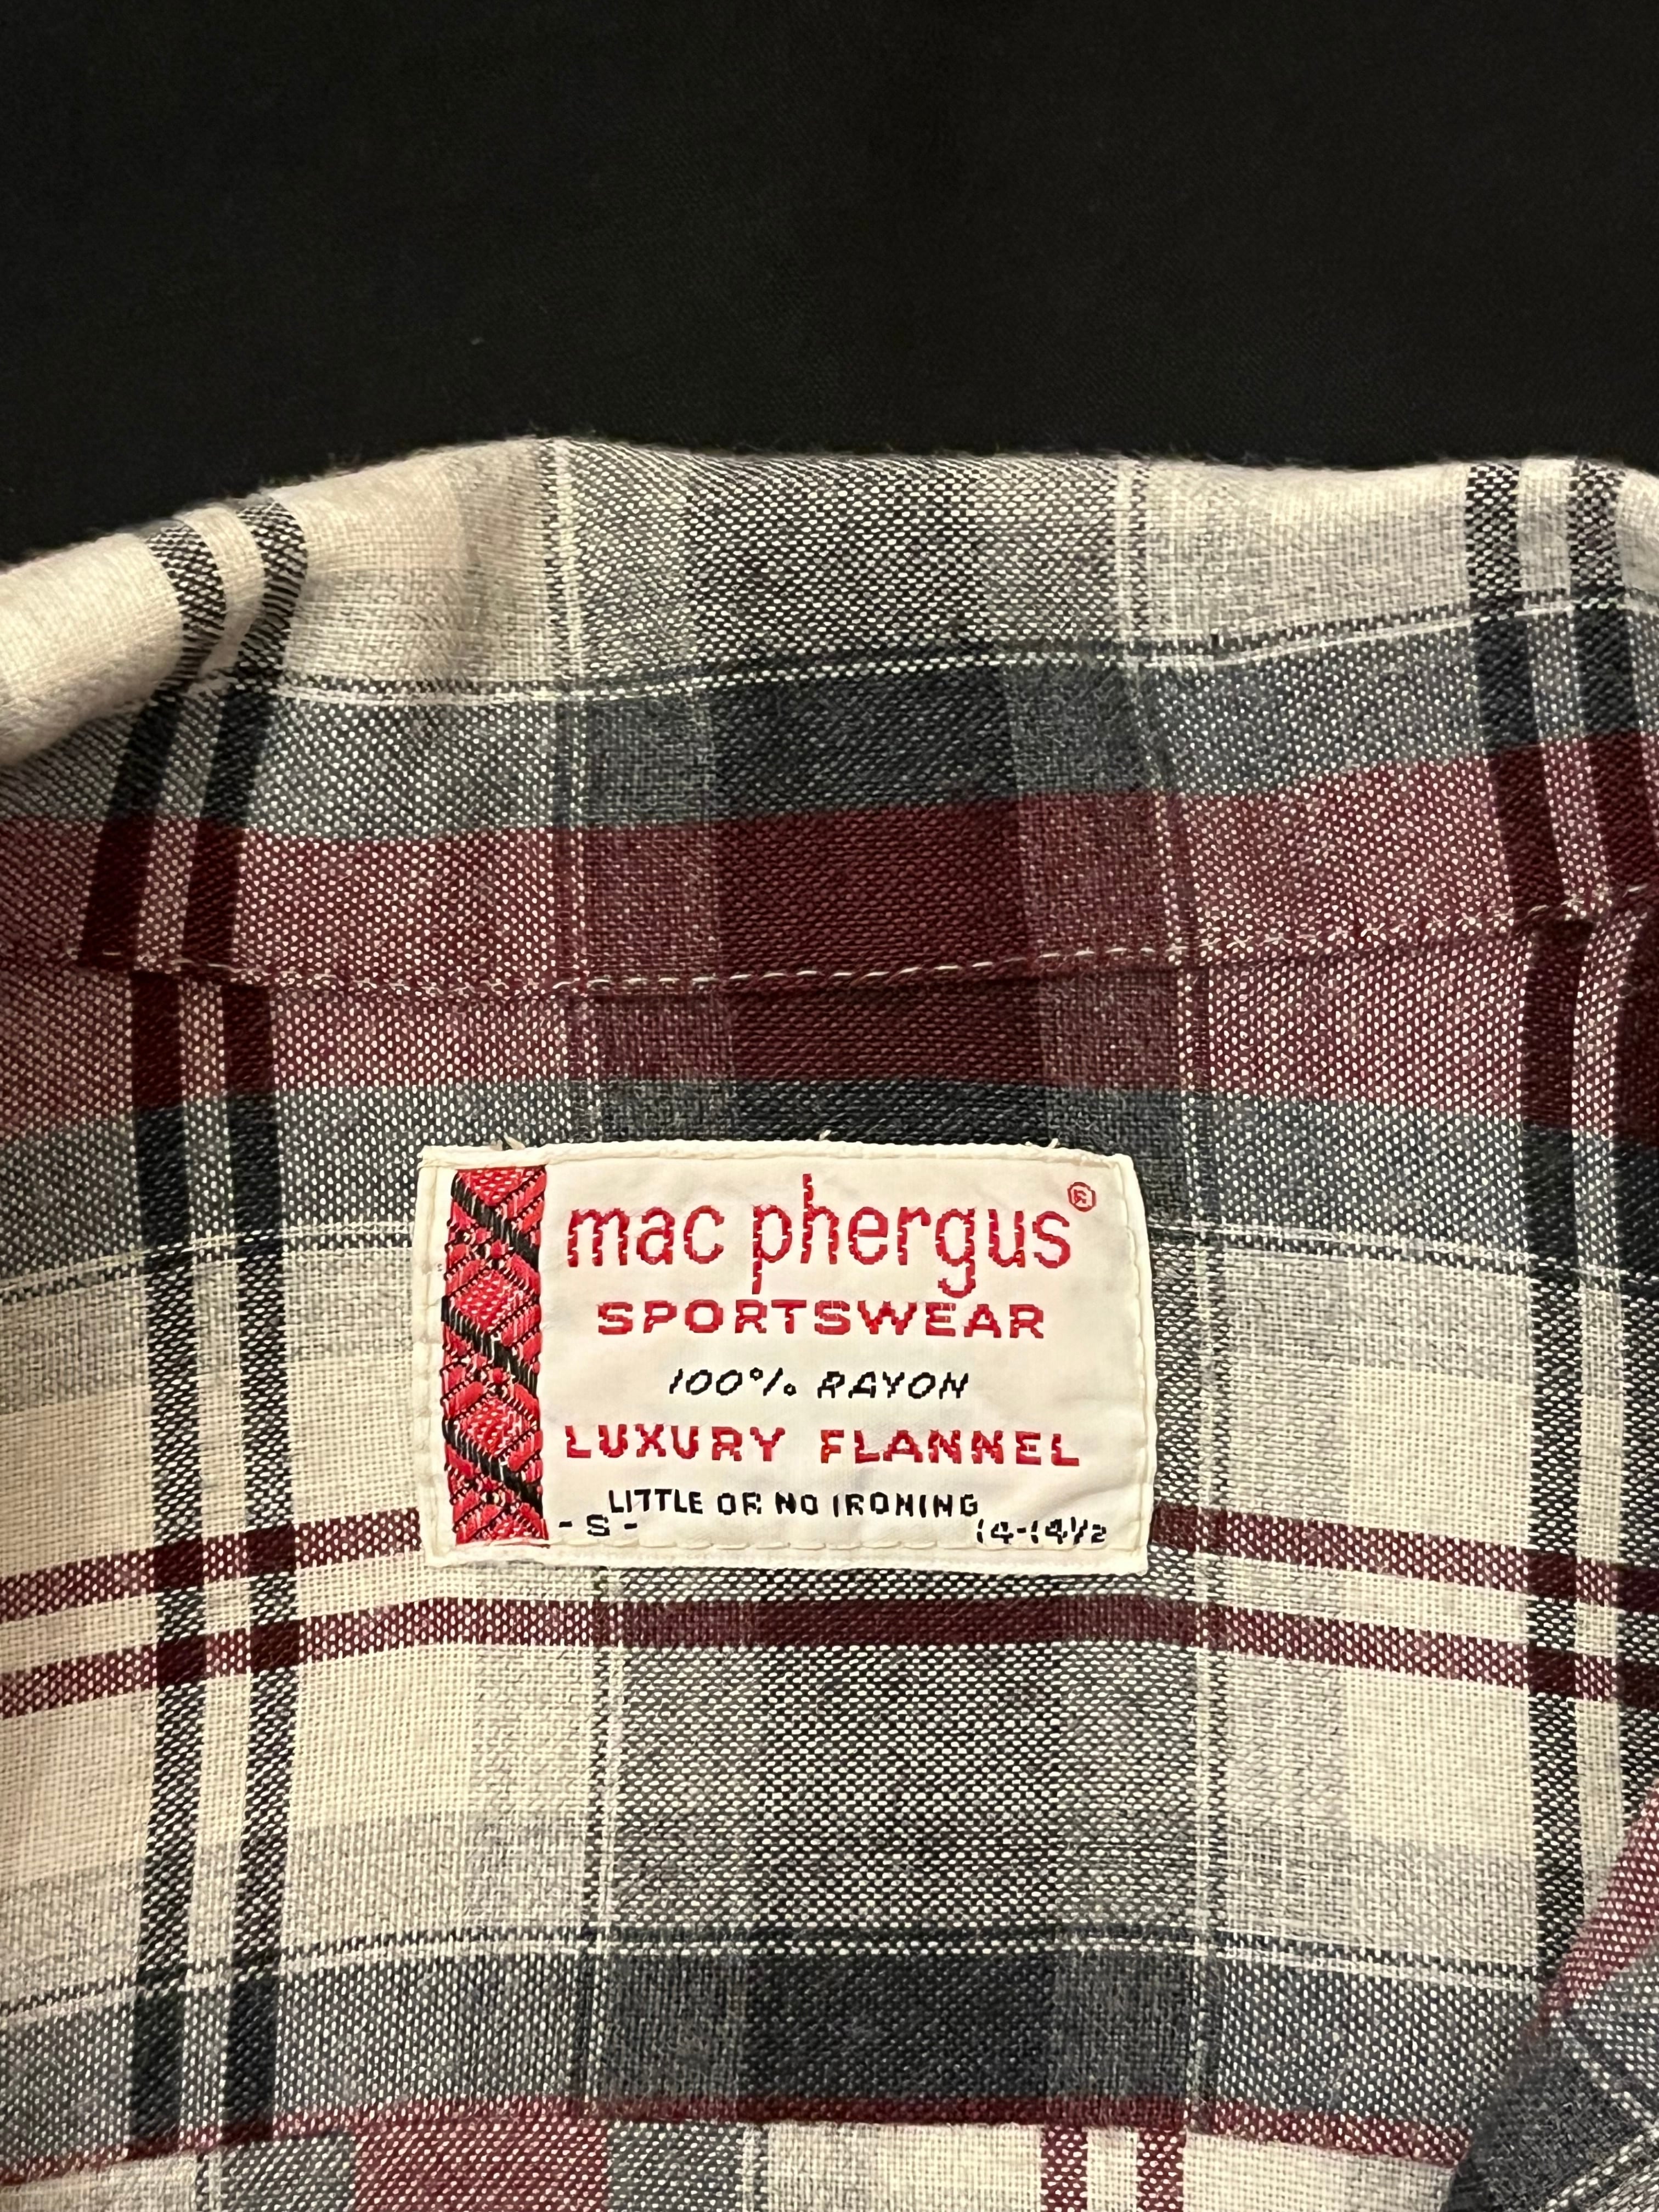 mac phergus®
SPORTSWEAR
100% RAYON
LUXURY FLANNEL
LITTLE OR NO IRONING
- S - 14-14½